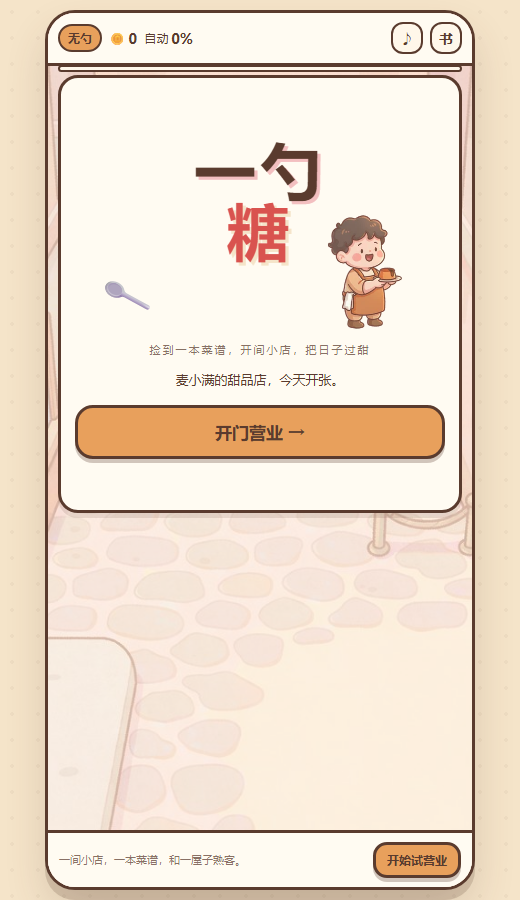 无勺 0 自动 0% ♪ 书
一勺
糖
捡到一本菜谱，开间小店，把日子过甜
麦小满的甜品店，今天开张。
开门营业 →
一间小店，一本菜谱，和一屋子熟客。
开始试营业